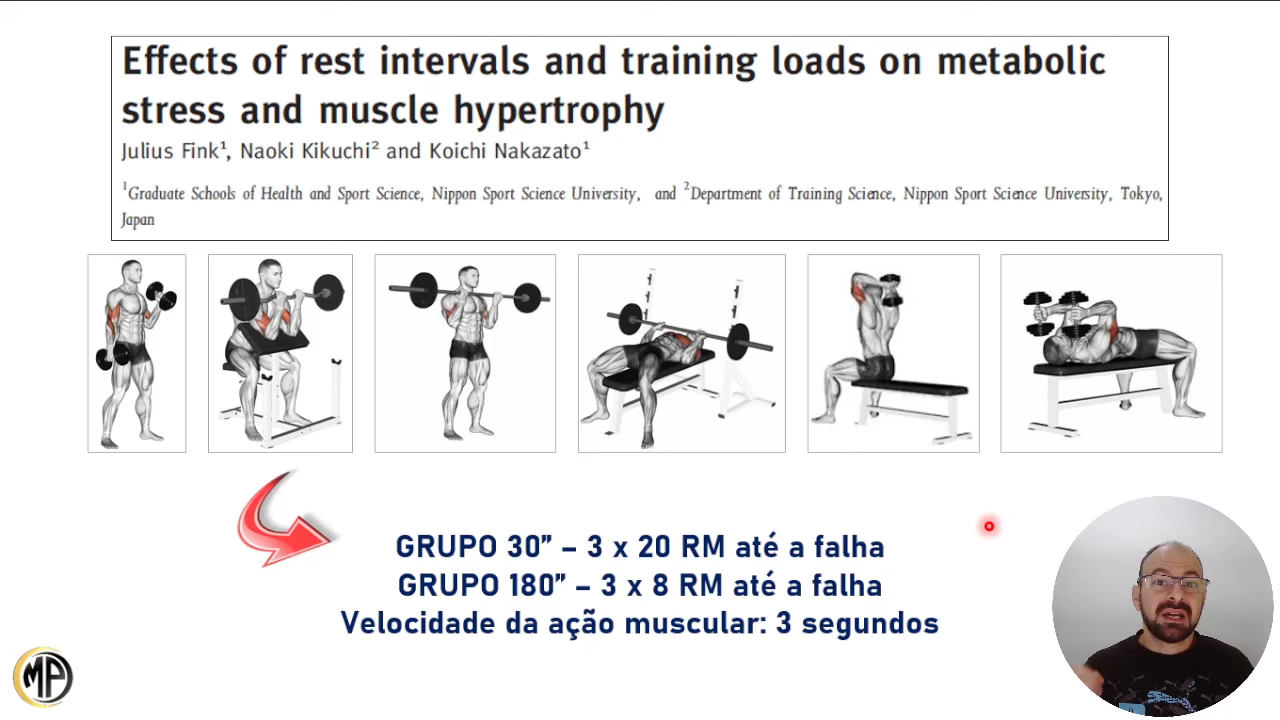 Effects of rest intervals and training loads on metabolic
stress and muscle hypertrophy
Julius Fink¹, Naoki Kikuchi² and Koichi Nakazato¹
¹Graduate Schools of Health and Sport Science, Nippon Sport Science University, and ²Department of Training Science, Nippon Sport Science University, Tokyo,
Japan
GRUPO 30” – 3 x 20 RM até a falha
GRUPO 180” – 3 x 8 RM até a falha
Velocidade da ação muscular: 3 segundos
MP